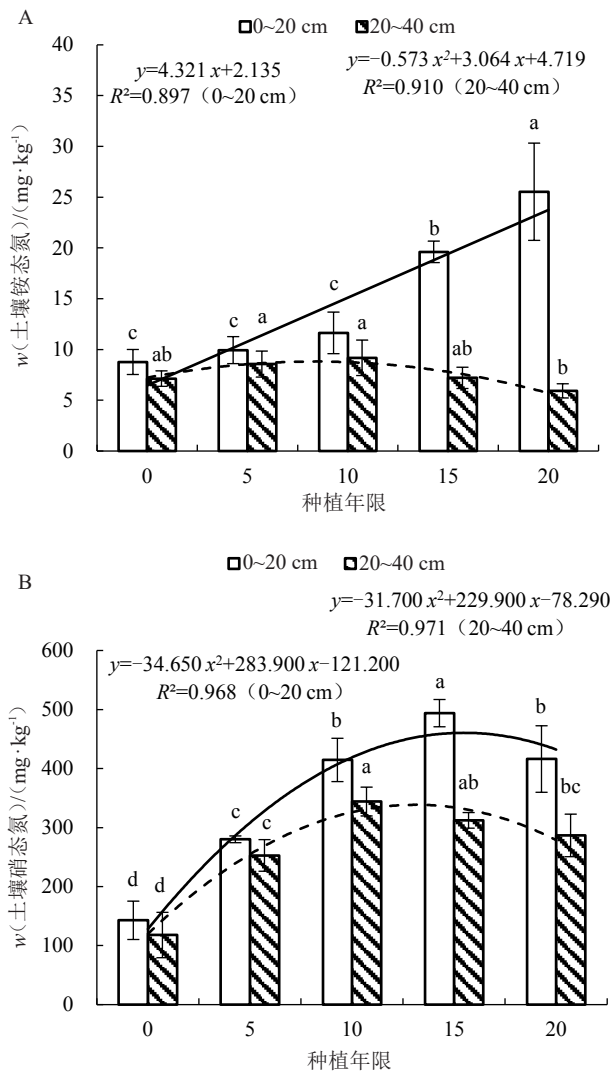 A
□0~20 cm ▧20~40 cm
y=4.321 x+2.135
R²=0.897（0~20 cm）
y=−0.573 x²+3.064 x+4.719
R²=0.910（20~40 cm）
w(土壤铵态氮)/(mg·kg⁻¹)
40
35
30
25
20
15
10
5
0
c ab c a c a b ab a b
0 5 10 15 20
种植年限
B
□0~20 cm ▧20~40 cm
y=−31.700 x²+229.900 x−78.290
R²=0.971（20~40 cm）
y=−34.650 x²+283.900 x−121.200
R²=0.968（0~20 cm）
w(土壤硝态氮)/(mg·kg⁻¹)
600
500
400
300
200
100
0
d d c c b a a ab b bc
0 5 10 15 20
种植年限